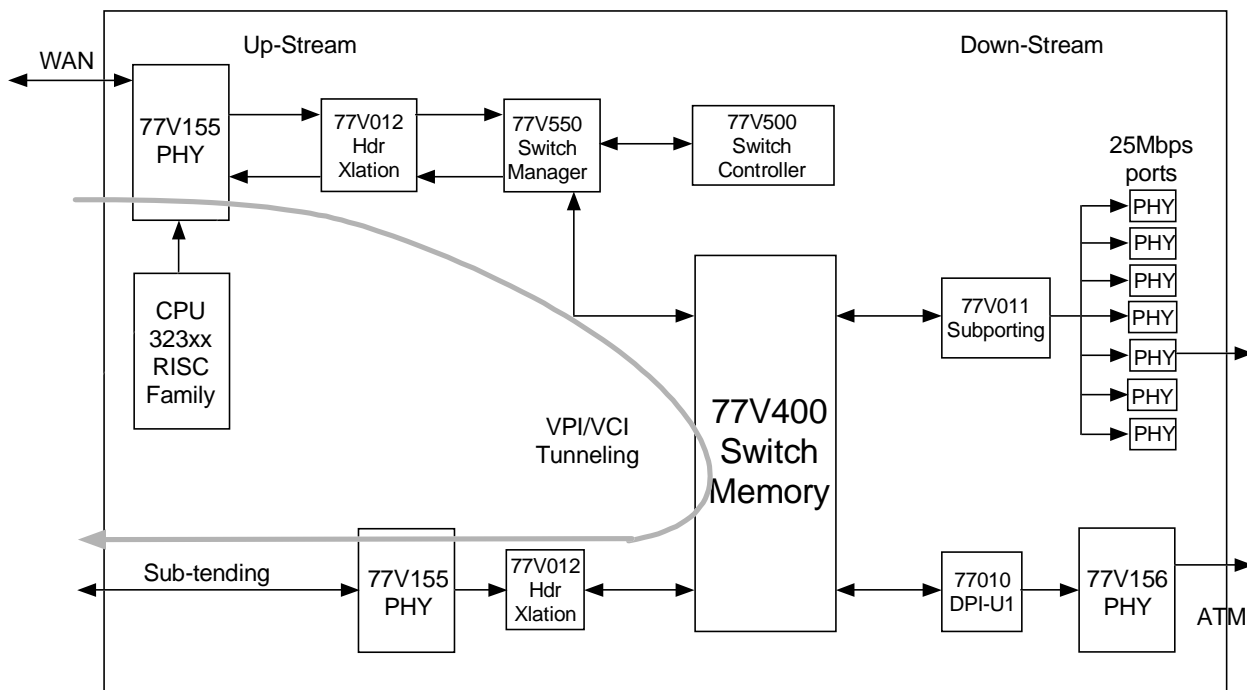 Up-Stream
Down-Stream
WAN
77V155
PHY
77V012
Hdr
Xlation
77V550
Switch
Manager
77V500
Switch
Controller
25Mbps
ports
PHY
PHY
PHY
PHY
PHY
PHY
PHY
CPU
323xx
RISC
Family
77V011
Subporting
VPI/VCI
Tunneling
77V400
Switch
Memory
Sub-tending
77V155
PHY
77V012
Hdr
Xlation
77010
DPI-U1
77V156
PHY
ATM